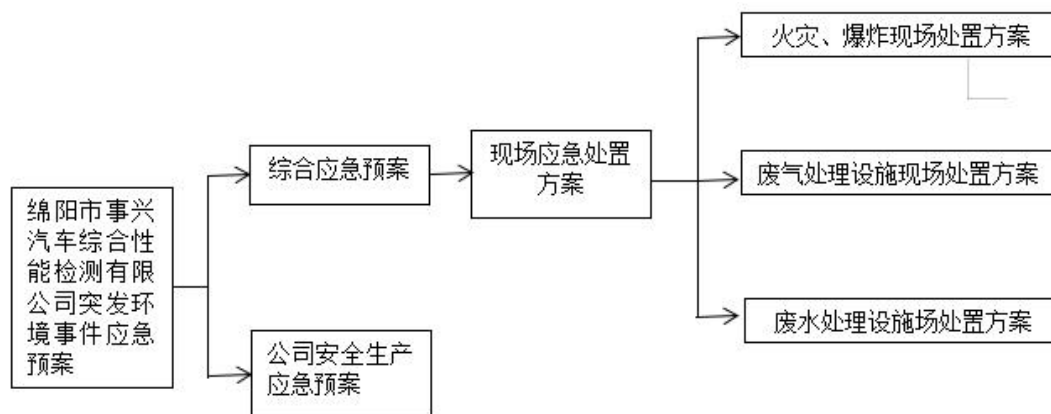 绵阳市事兴
汽车综合性
能检测有限
公司突发环
境事件应急
预案
综合应急预案
公司安全生产
应急预案
现场应急处置
方案
火灾、爆炸现场处置方案
废气处理设施现场处置方案
废水处理设施场处置方案